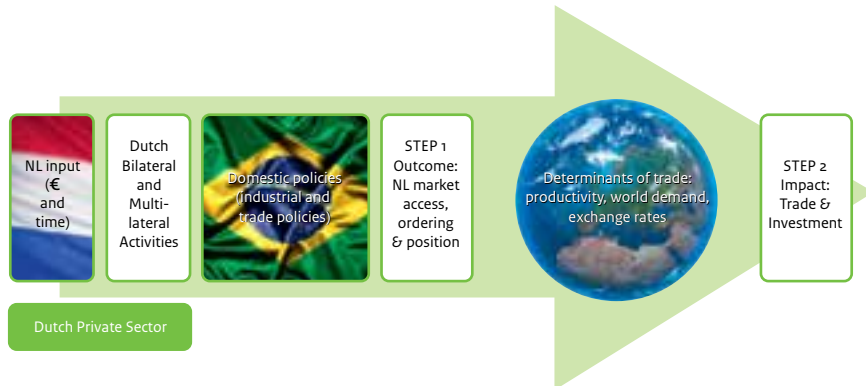 NL input
(€
and
time)
Dutch
Bilateral
and
Multi-
lateral
Activities
Domestic policies
(industrial and
trade policies)
STEP 1
Outcome:
NL market
access,
ordering
& position
Determinants of trade:
productivity, world demand,
exchange rates
STEP 2
Impact:
Trade &
Investment
Dutch Private Sector